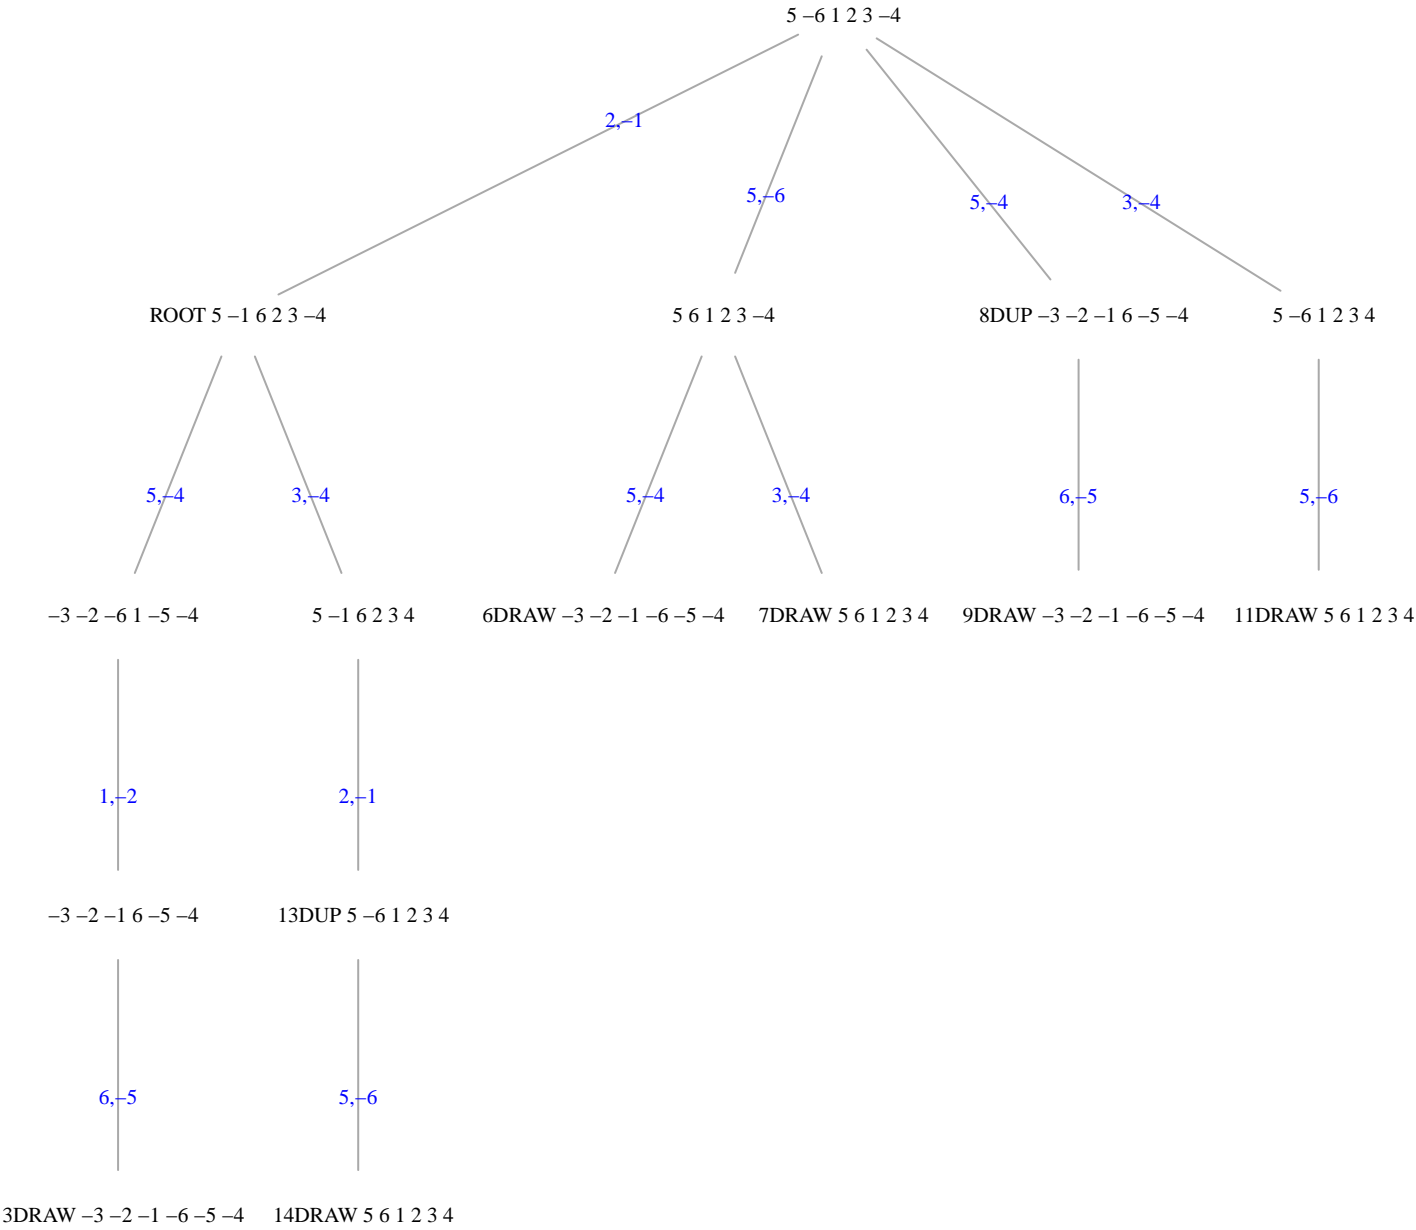 5 –6 1 2 3 –4
2,–1
5,–6
5,–4
3,–4
ROOT 5 –1 6 2 3 –4
5 6 1 2 3 –4
8DUP –3 –2 –1 6 –5 –4
5 –6 1 2 3 4
5,–4
3,–4
5,–4
3,–4
6,–5
5,–6
–3 –2 –6 1 –5 –4
5 –1 6 2 3 4
6DRAW –3 –2 –1 –6 –5 –4
7DRAW 5 6 1 2 3 4
9DRAW –3 –2 –1 –6 –5 –4
11DRAW 5 6 1 2 3 4
1,–2
2,–1
–3 –2 –1 6 –5 –4
13DUP 5 –6 1 2 3 4
6,–5
5,–6
3DRAW –3 –2 –1 –6 –5 –4
14DRAW 5 6 1 2 3 4